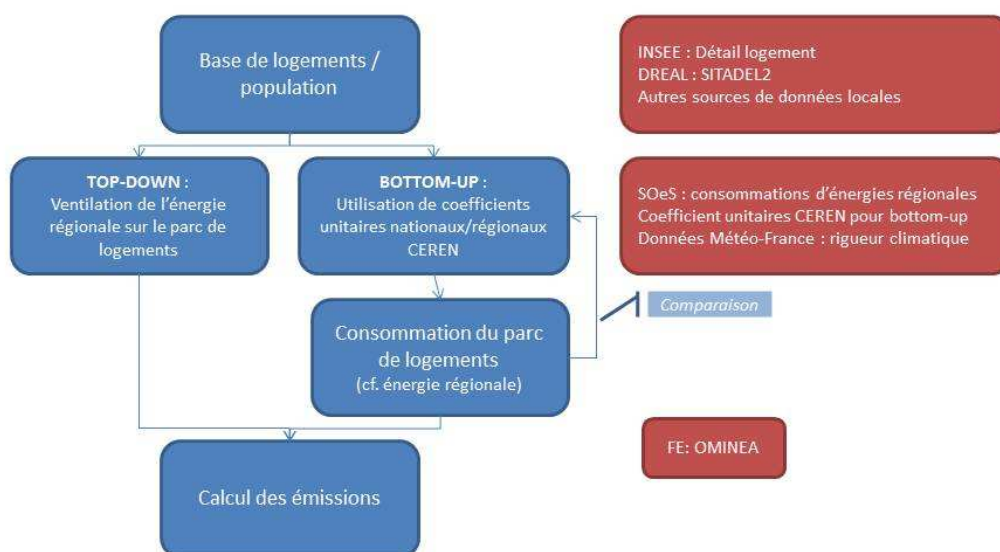 Base de logements /
population
INSEE : Détail logement
DREAL : SITADEL2
Autres sources de données locales
TOP-DOWN :
Ventilation de l'énergie
régionale sur le parc de
logements
BOTTOM-UP :
Utilisation de coefficients
unitaires nationaux/régionaux
CEREN
SOeS : consommations d'énergies régionales
Coefficient unitaires CEREN pour bottom-up
Données Météo-France : rigueur climatique
Consommation du parc
de logements
(cf. énergie régionale)
Comparaison
FE: OMINEA
Calcul des émissions